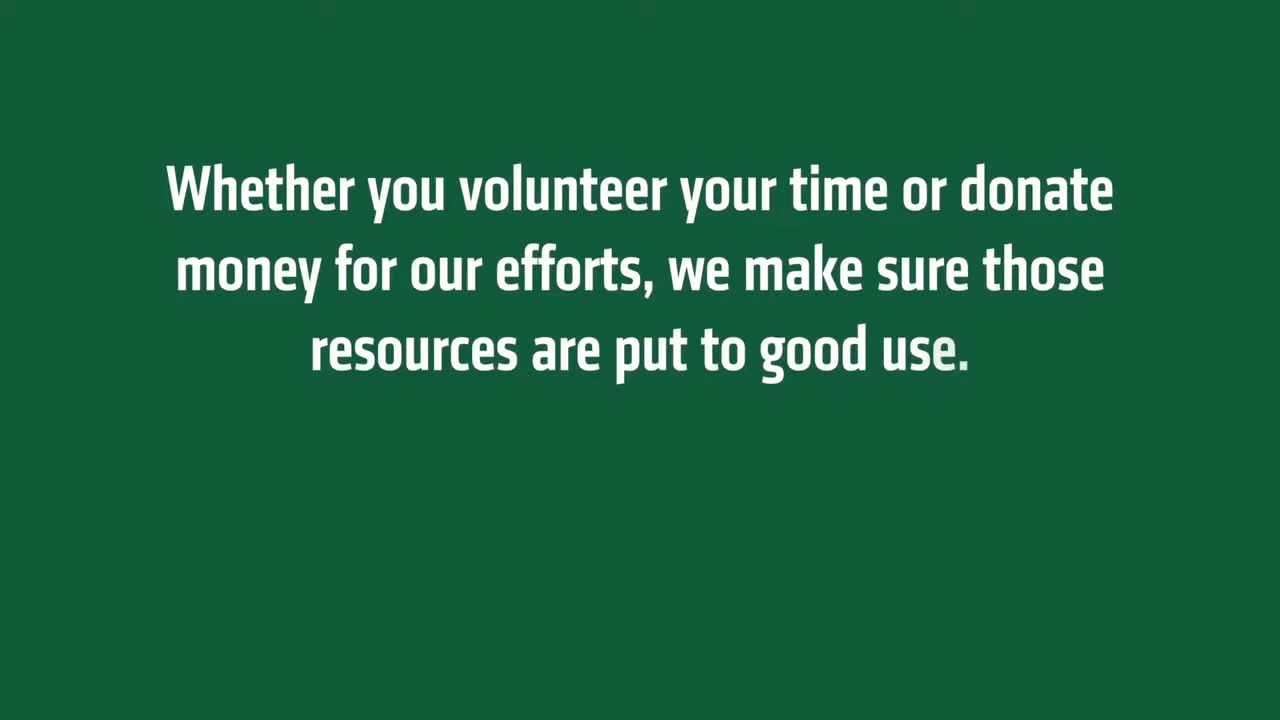 Whether you volunteer your time or donate
money for our efforts, we make sure those
resources are put to good use.